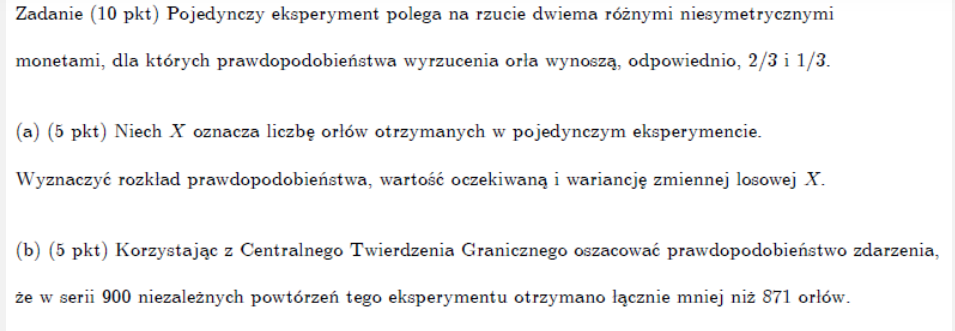 Zadanie (10 pkt) Pojedynczy eksperyment polega na rzucie dwiema różnymi niesymetrycznymi
monetami, dla których prawdopodobieństwa wyrzucenia orła wynoszą, odpowiednio, 2/3 i 1/3.
(a) (5 pkt) Niech X oznacza liczbę orłów otrzymanych w pojedynczym eksperymencie.
Wyznaczyć rozkład prawdopodobieństwa, wartość oczekiwaną i wariancję zmiennej losowej X.
(b) (5 pkt) Korzystając z Centralnego Twierdzenia Granicznego oszacować prawdopodobieństwo zdarzenia,
że w serii 900 niezależnych powtórzeń tego eksperymentu otrzymano łącznie mniej niż 871 orłów.